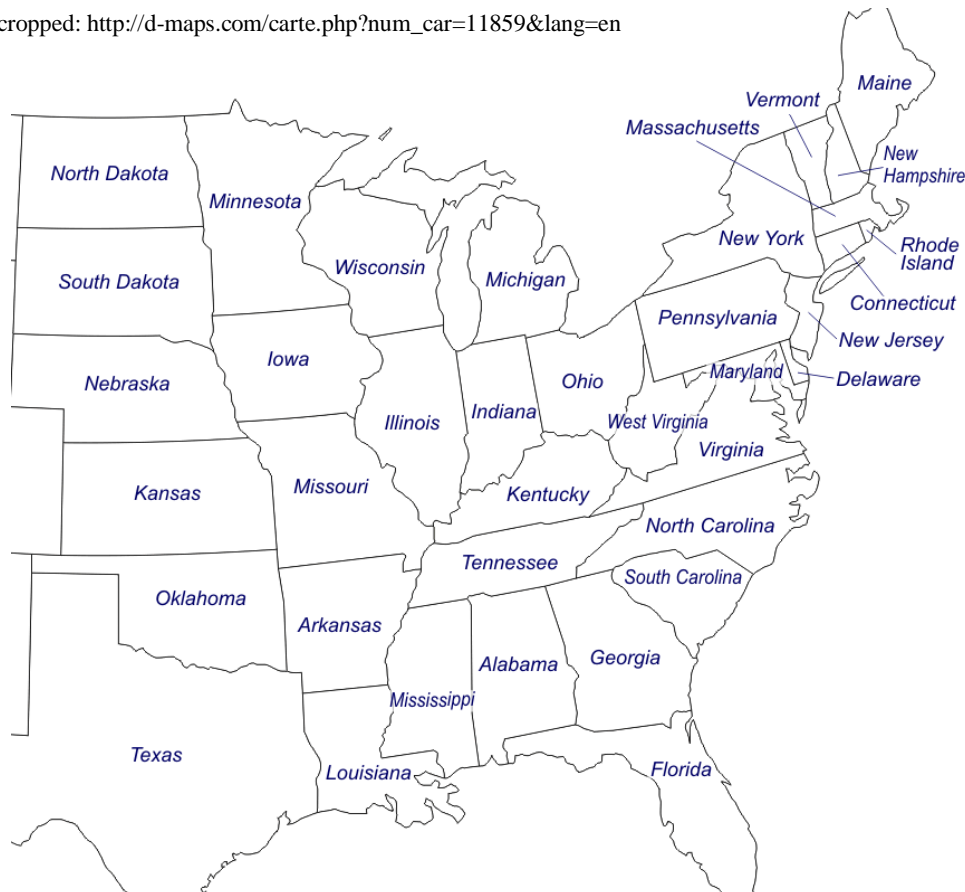 cropped: http://d-maps.com/carte.php?num_car=11859&lang=en
Maine
Vermont
Massachusetts
New
Hampshire
North Dakota
Minnesota
New York
Rhode
Island
Wisconsin
Michigan
South Dakota
Connecticut
Pennsylvania
New Jersey
Iowa
Maryland
Delaware
Nebraska
Ohio
Indiana
Illinois
West Virginia
Virginia
Missouri
Kansas
Kentucky
North Carolina
Tennessee
South Carolina
Oklahoma
Arkansas
Georgia
Alabama
Mississippi
Texas
Florida
Louisiana